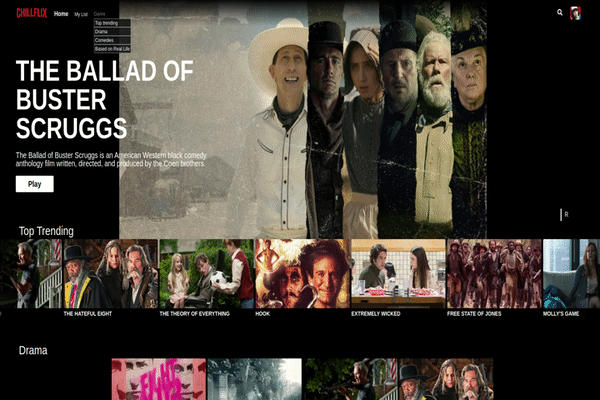 CHILLFLIX
Home
My List
Genre
Top trending
Drama
Comedies
Based on Real Life
THE BALLAD OF
BUSTER
SCRUGGS
The Ballad of Buster Scruggs is an American Western black comedy
anthology film written, directed, and produced by the Coen brothers.
Play
R
Top Trending
THE HATEFUL EIGHT
THE THEORY OF EVERYTHING
HOOK
EXTREMELY WICKED
FREE STATE OF JONES
MOLLY'S GAME
Drama